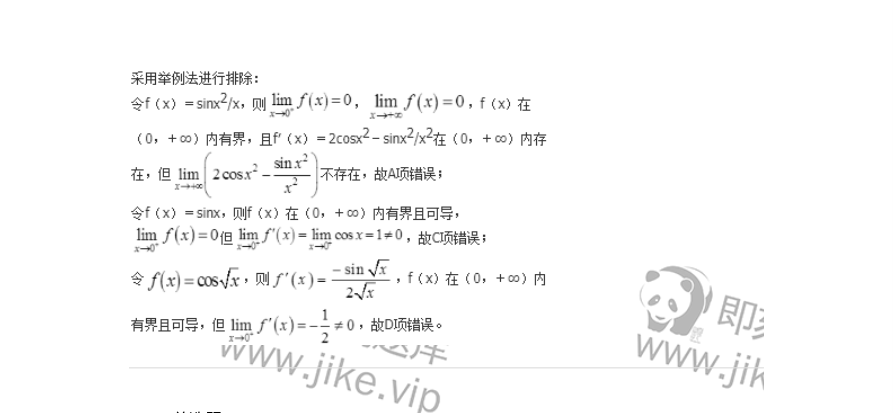 采用举例法进行排除：
令f（x）=sinx²/x，则 lim_{x→0⁺} f(x)=0， lim_{x→+∞} f(x)=0，f（x）在
（0，+∞）内有界，且f′（x）=2cosx²－sinx²/x²在（0，+∞）内存
在，但 lim_{x→+∞}(2cosx² − sin x²/x²)不存在，故A项错误；
令f（x）=sinx，则f（x）在（0，+∞）内有界且可导，
lim_{x→0⁺} f(x)=0但 lim_{x→0⁺} f′(x)= lim_{x→0⁺} cos x=1≠0，故C项错误；
令 f(x)=cos√x，则 f′(x)= −sin√x/2√x，f（x）在（0，+∞）内
有界且可导，但 lim_{x→0⁺} f′(x)=−1/2≠0，故D项错误。
www.jike.vip
www.jik